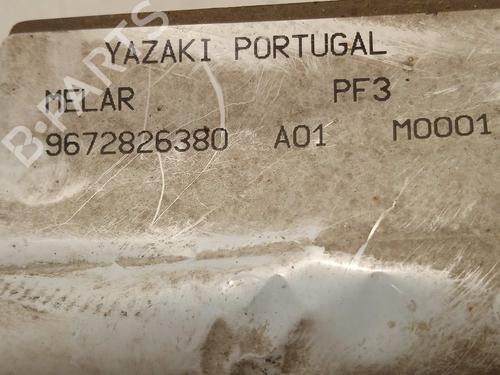 YAZAKI PORTUGAL
MELAR PF3
9672826380 A01 M0001
B-PARTS